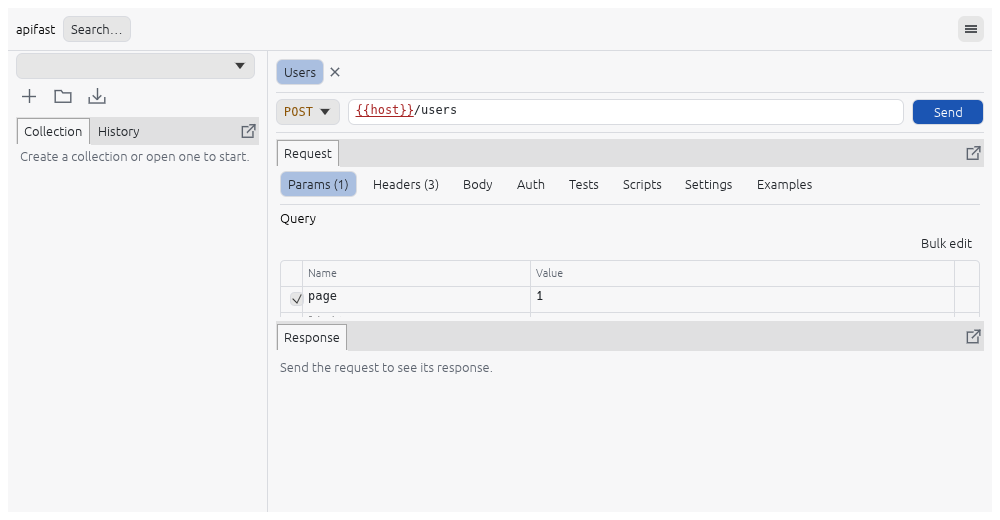 apifast Search...
Users
POST {{host}}/users Send
Collection History
Create a collection or open one to start.
Request
Params (1) Headers (3) Body Auth Tests Scripts Settings Examples
Query
Bulk edit
Name Value
page 1
Response
Send the request to see its response.